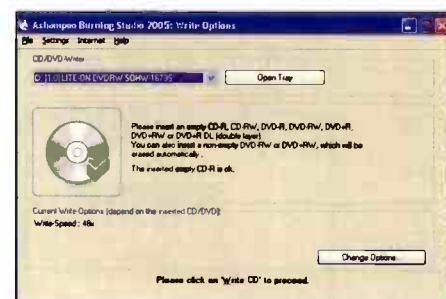 Ashampoo Burning Studio 2005: Write Options
File Settings Internet Help
CD/DVD-Writer
D: [1.0] LITE-ON DVDRW SOHW-1673S
Open Tray
Please insert an empty CD-R, CD-RW, DVD-R, DVD-RW, DVD+R,
DVD+RW or DVD+R DL (double layer)
You can also insert a non-empty DVD-RW or DVD+RW, which will be
erased automatically.
The inserted empty CD-R is ok.
Current Write Options (depend on the inserted CD/DVD):
Write-Speed: 48x
Change Options
Please click on 'Write CD' to proceed.